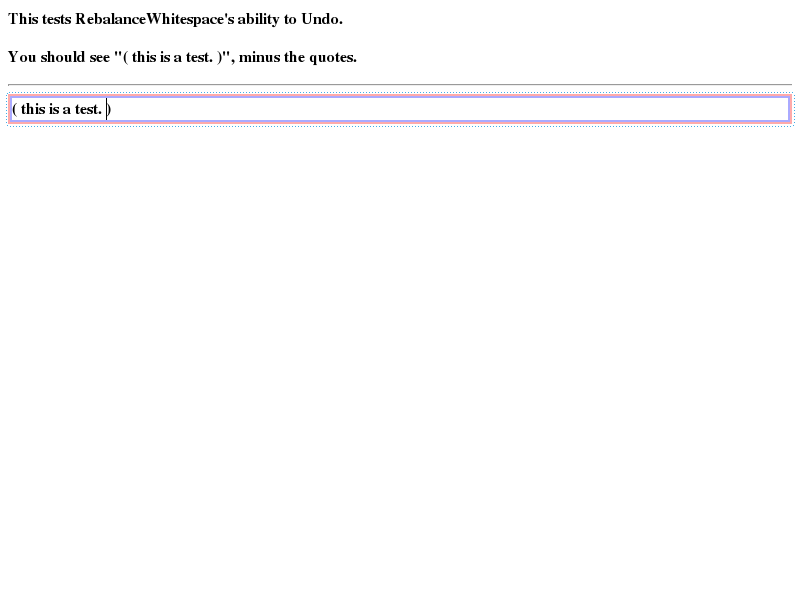 This tests RebalanceWhitespace's ability to Undo.
You should see "( this is a test. )", minus the quotes.
( this is a test. )